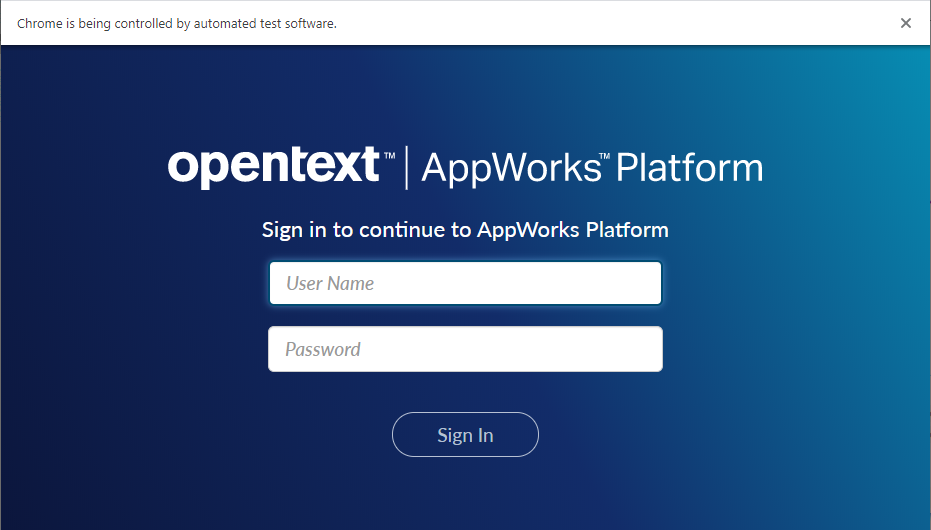 Chrome is being controlled by automated test software.
opentext™ | AppWorks™ Platform
Sign in to continue to AppWorks Platform
User Name
Password
Sign In